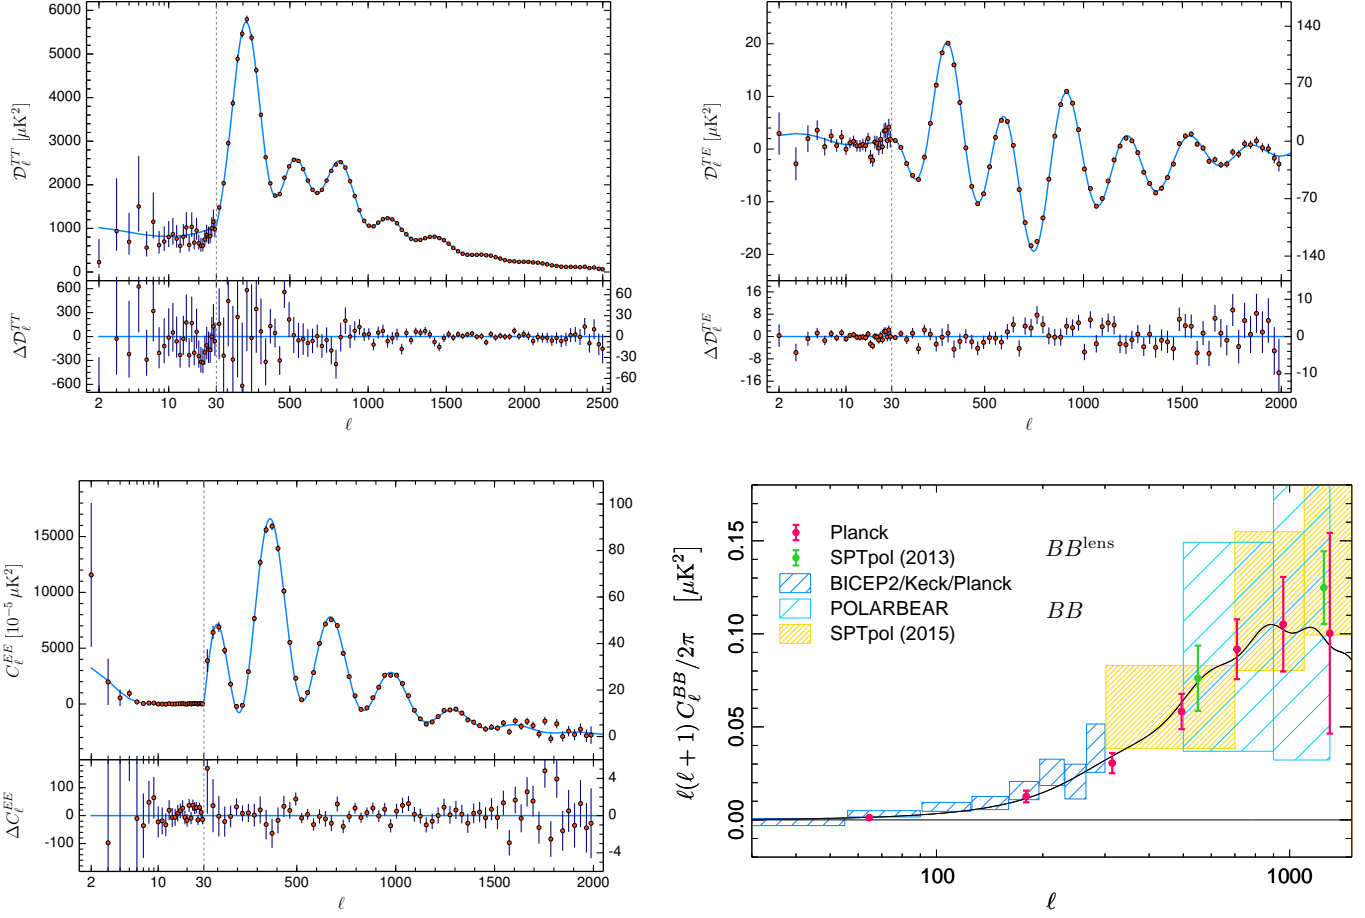 6000
5000
4000
3000
2000
1000
0
𝒟ℓ^TT [μK²]
600
300
0
-300
-600
60
30
0
-30
-60
Δ𝒟ℓ^TT
2 10 30 500 1000 1500 2000 2500
ℓ
20
10
0
-10
-20
140
70
0
-70
-140
𝒟ℓ^TE [μK²]
16
8
0
-8
-16
10
0
-10
Δ𝒟ℓ^TE
2 10 30 500 1000 1500 2000
ℓ
15000
10000
5000
0
100
80
60
40
20
0
Cℓ^EE [10⁻⁵ μK²]
100
0
-100
4
0
-4
ΔCℓ^EE
2 10 30 500 1000 1500 2000
ℓ
0.15
0.10
0.05
0.00
ℓ(ℓ + 1) Cℓ^BB/2π [μK²]
Planck
SPTpol (2013)
BICEP2/Keck/Planck
POLARBEAR
SPTpol (2015)
BB^lens
BB
100 1000
ℓ